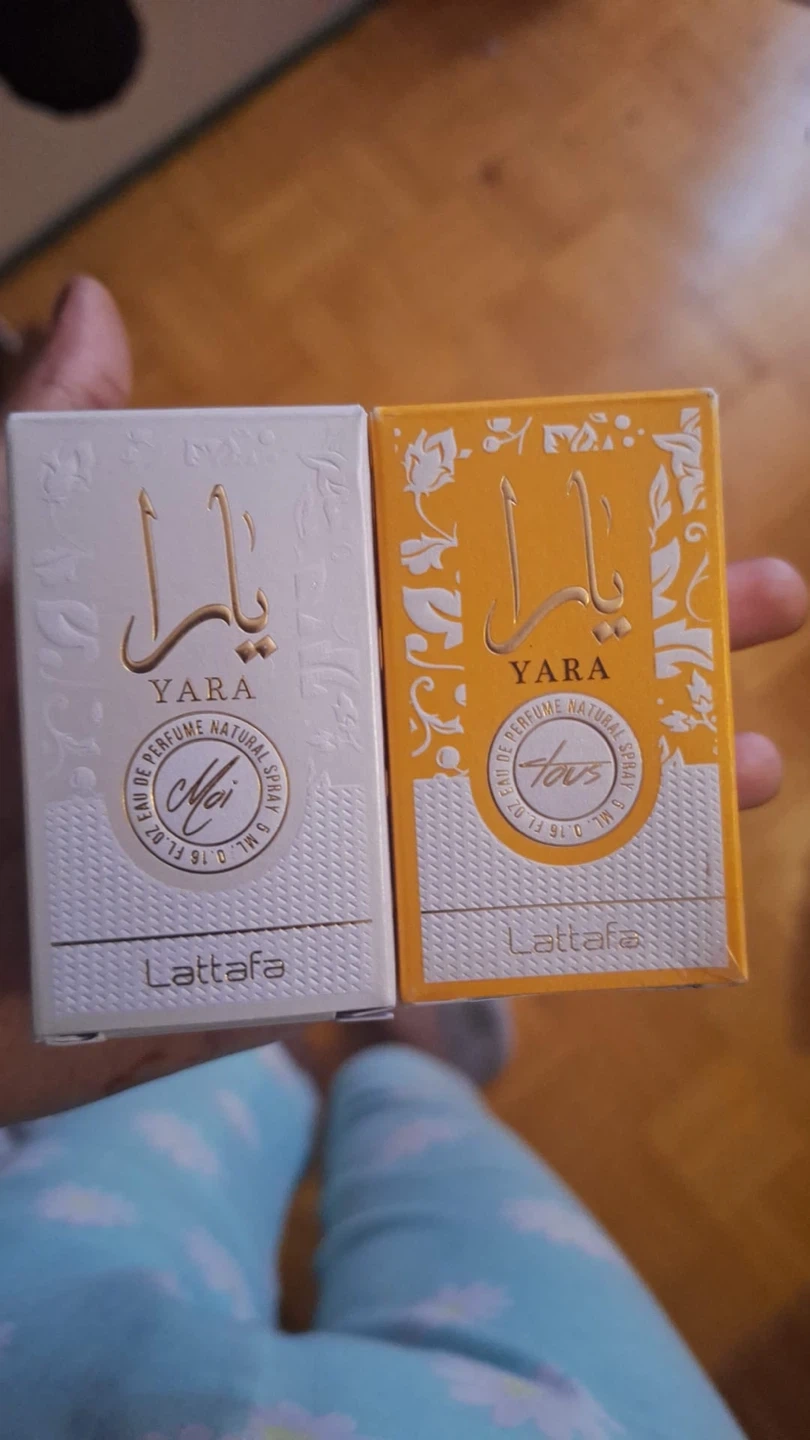 يارا
YARA
EAU DE PERFUME NATURAL SPRAY 6 ML. 0.16 FL.OZ
Moi
Lattafa
يارا
YARA
EAU DE PERFUME NATURAL SPRAY 6 ML. 0.16 FL.OZ
tous
Lattafa